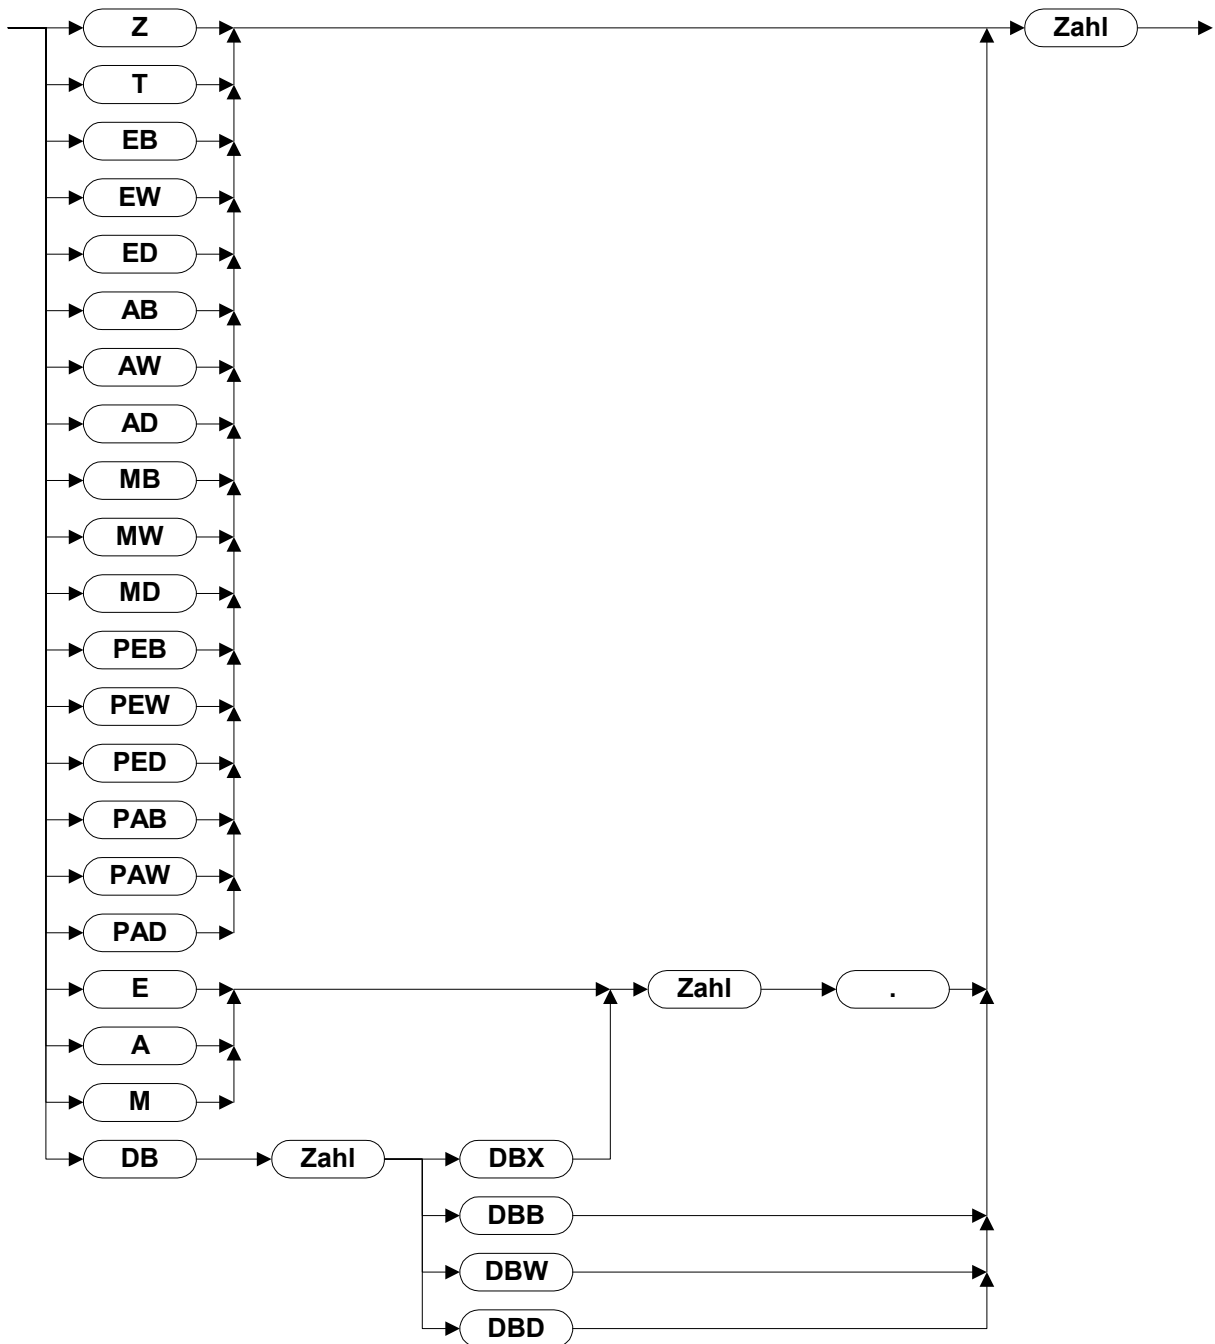 Z Zahl
T
EB
EW
ED
AB
AW
AD
MB
MW
MD
PEB
PEW
PED
PAB
PAW
PAD
E Zahl .
A
M
DB Zahl DBX
DBB
DBW
DBD